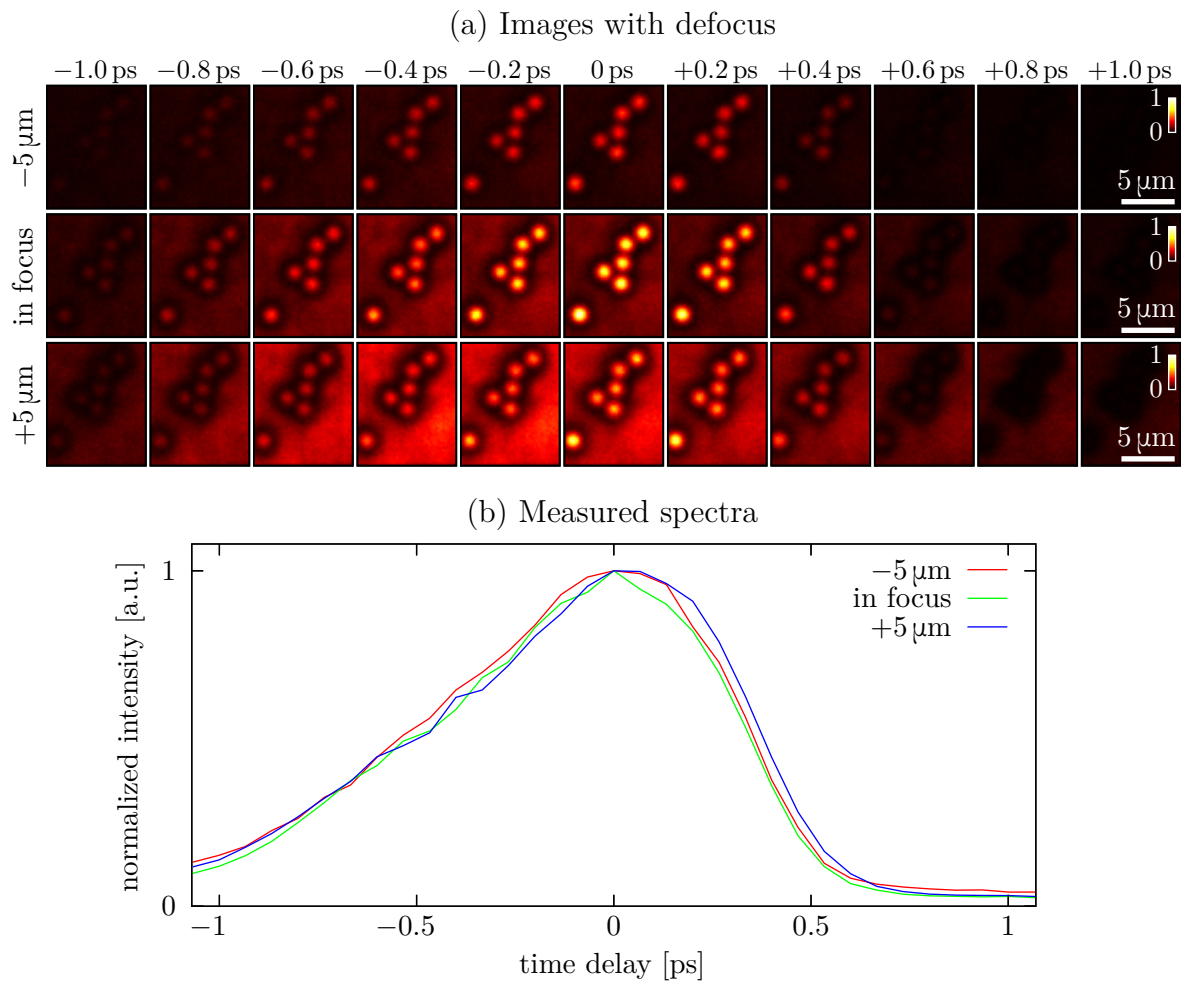 (a) Images with defocus
−1.0 ps −0.8 ps −0.6 ps −0.4 ps −0.2 ps 0 ps +0.2 ps +0.4 ps +0.6 ps +0.8 ps +1.0 ps
−5 µm
1
0
5 µm
in focus
1
0
5 µm
+5 µm
1
0
5 µm
(b) Measured spectra
normalized intensity [a.u.]
1
0
−5 µm
in focus
+5 µm
−1 −0.5 0 0.5 1
time delay [ps]